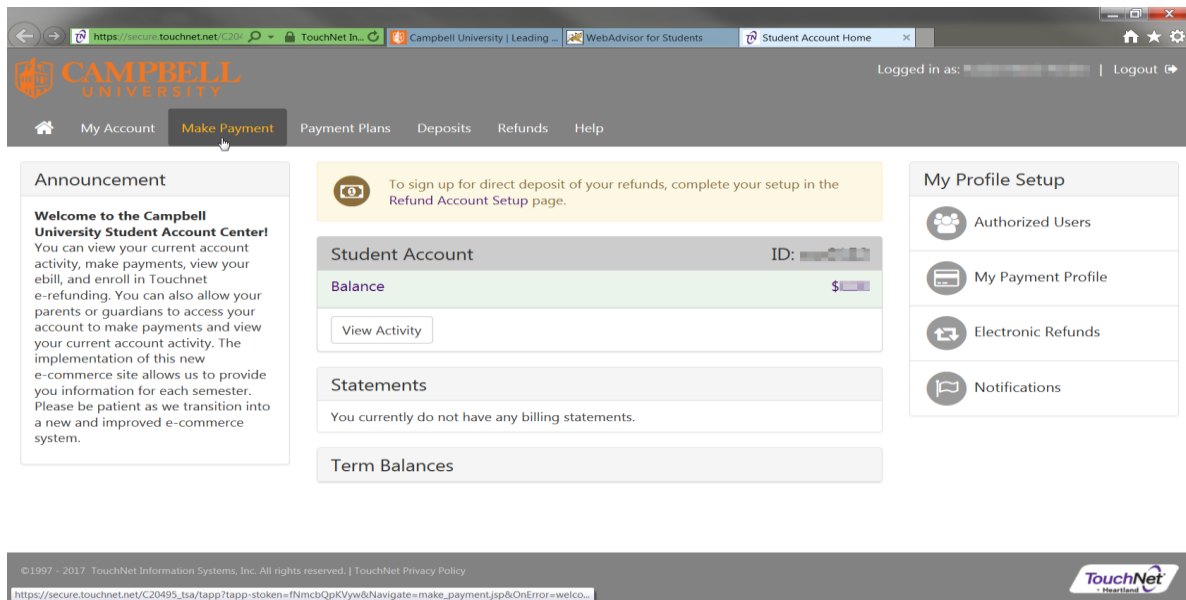 https://secure.touchnet.net/C204
TouchNet In...
Campbell University | Leading ...
WebAdvisor for Students
Student Account Home
CAMPBELL
UNIVERSITY
Logged in as:
| Logout
My Account
Make Payment
Payment Plans
Deposits
Refunds
Help
Announcement
Welcome to the Campbell
University Student Account Center!
You can view your current account
activity, make payments, view your
ebill, and enroll in Touchnet
e-refunding. You can also allow your
parents or guardians to access your
account to make payments and view
your current account activity. The
implementation of this new
e-commerce site allows us to provide
you information for each semester.
Please be patient as we transition into
a new and improved e-commerce
system.
To sign up for direct deposit of your refunds, complete your setup in the
Refund Account Setup page.
Student Account
ID:
Balance
$
View Activity
Statements
You currently do not have any billing statements.
Term Balances
My Profile Setup
Authorized Users
My Payment Profile
Electronic Refunds
Notifications
©1997 - 2017 TouchNet Information Systems, Inc. All rights reserved. | TouchNet Privacy Policy
TouchNet
Heartland
https://secure.touchnet.net/C20495_tsa/tapp?tapp-stoken=fNmcbQpKVyw&Navigate=make_payment.jsp&OnError=welco...